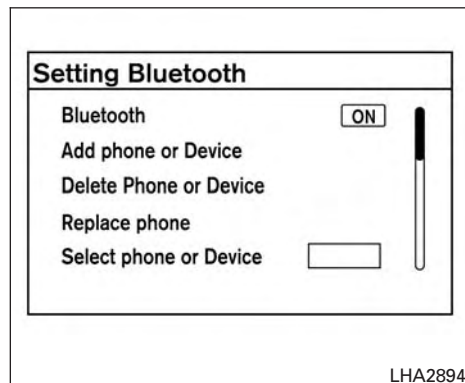 Setting Bluetooth
Bluetooth ON
Add phone or Device
Delete Phone or Device
Replace phone
Select phone or Device
LHA2894